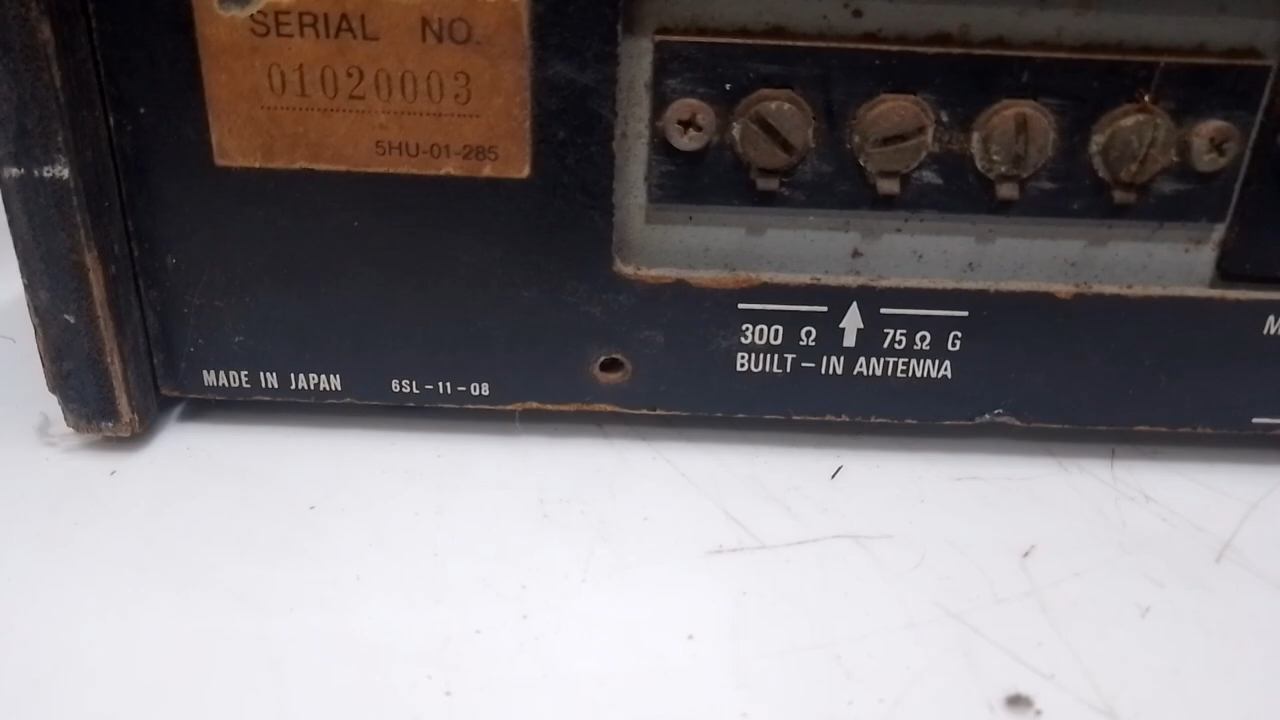 SERIAL NO.
01020003
5HU-01-285
300 Ω 75 Ω G
BUILT-IN ANTENNA
MADE IN JAPAN 6SL-11-08